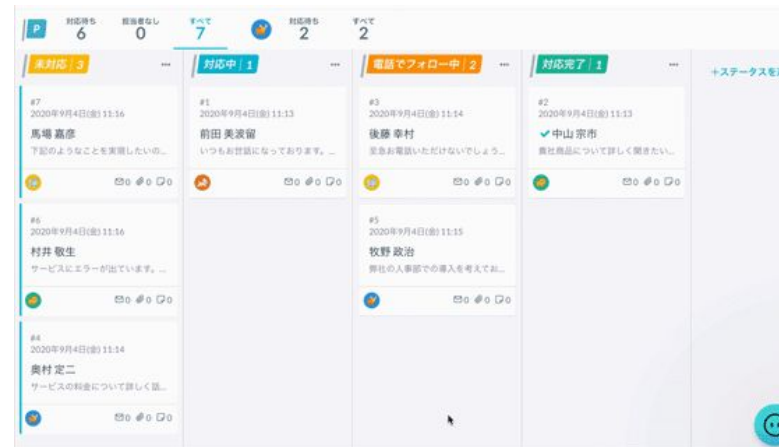 P
対応待ち 6
担当者なし 0
すべて 7
対応待ち 2
すべて 2
未対応 3 …
#7
2020年9月4日(金) 11:16
馬場 嘉彦
下記のようなことを実現したいの…
0 0 0
#6
2020年9月4日(金) 11:16
村井 敬生
サービスにエラーが出ています。…
0 0 0
#4
2020年9月4日(金) 11:14
奥村 定二
サービスの料金について詳しく話…
0 0 0
対応中 1 …
#1
2020年9月4日(金) 11:13
前田 美波留
いつもお世話になっております。…
0 0 0
電話でフォロー中 2 …
#3
2020年9月4日(金) 11:14
後藤 幸村
至急お電話いただけないでしょう…
0 0 0
#5
2020年9月4日(金) 11:15
牧野 政治
弊社の人事部での導入を考えてお…
0 0 0
対応完了 1 …
#2
2020年9月4日(金) 11:13
中山 宗市
貴社商品について詳しく聞きたい…
0 0 0
+ステータスを